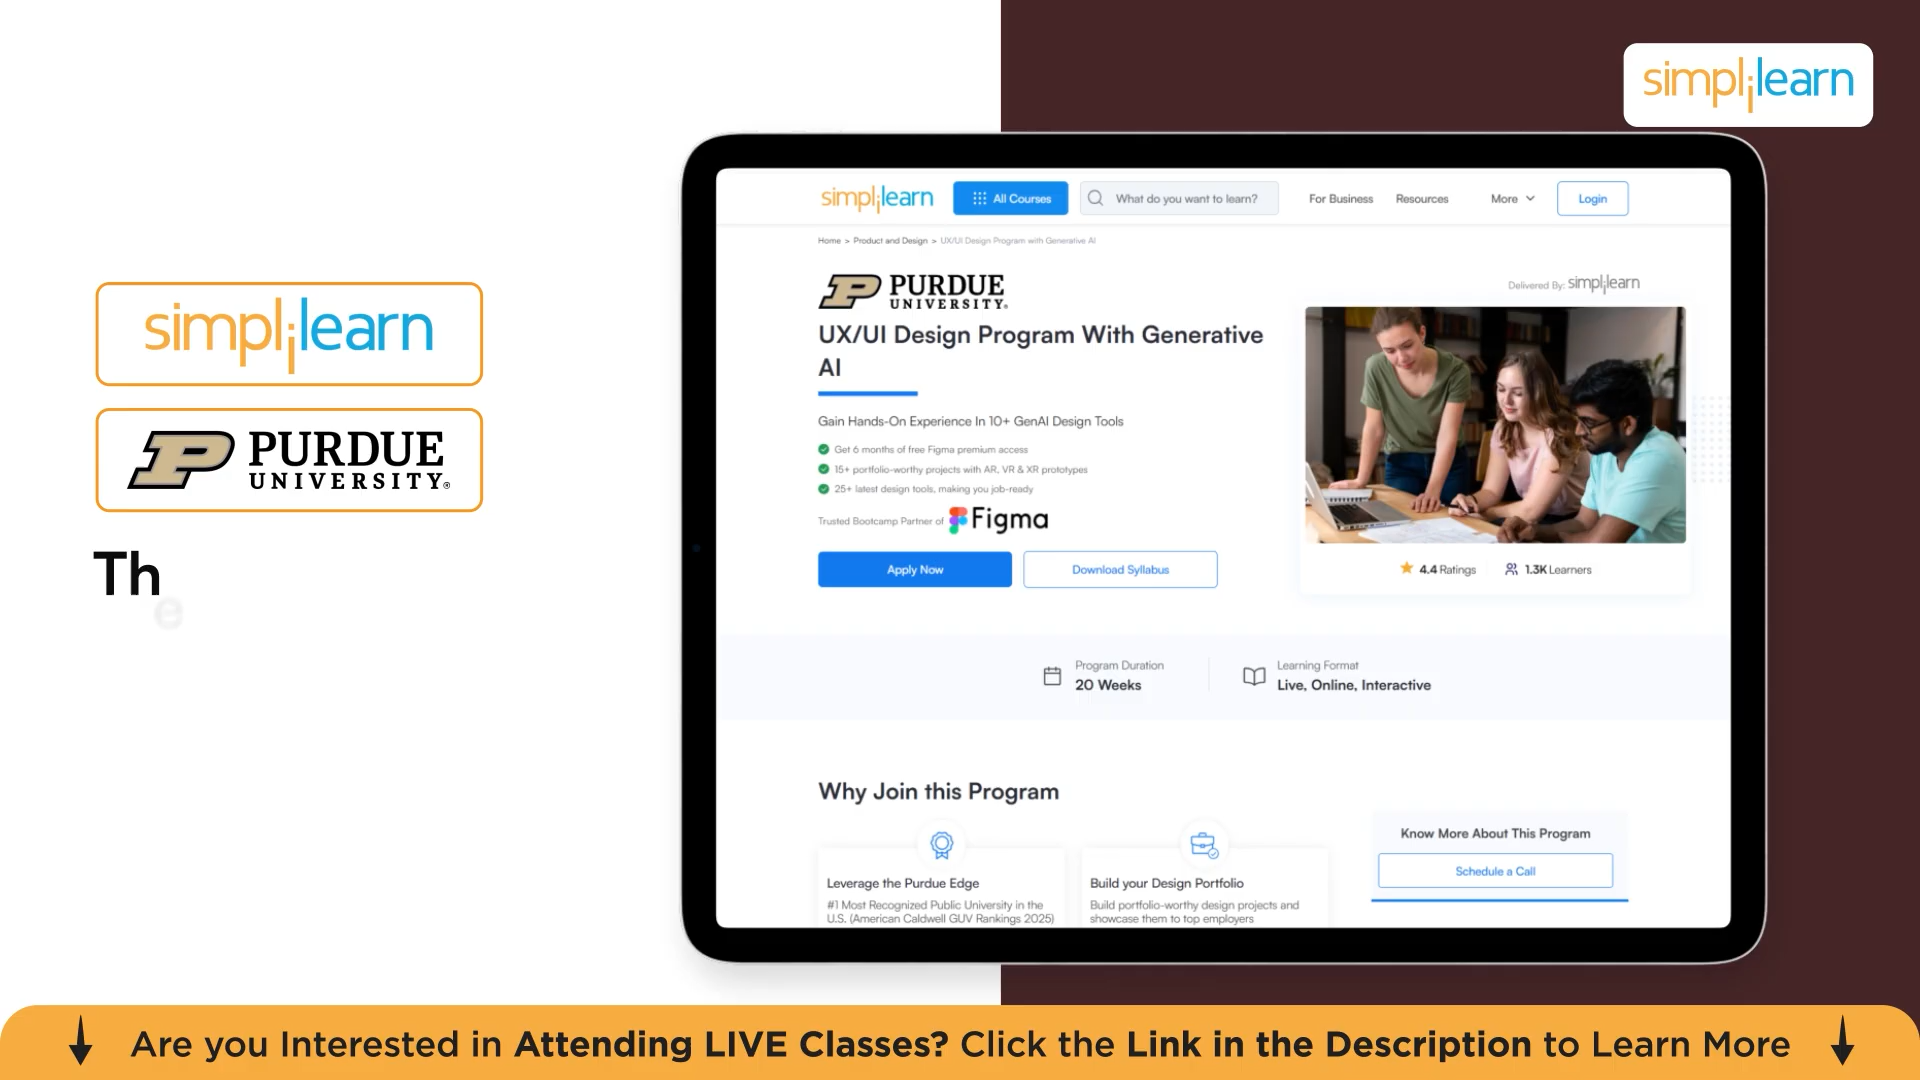 simplilearn
simplilearn
PURDUE
UNIVERSITY®
The
simplilearn
All Courses
What do you want to learn?
For Business
Resources
More
Login
Home > Product and Design > UX/UI Design Program with Generative AI
PURDUE
UNIVERSITY®
Delivered By: simplilearn
UX/UI Design Program With Generative
AI
Gain Hands-On Experience In 10+ GenAI Design Tools
Get 6 months of free Figma premium access
15+ portfolio-worthy projects with AR, VR & XR prototypes
25+ latest design tools, making you job-ready
Trusted Bootcamp Partner of Figma
Apply Now
Download Syllabus
4.4 Ratings
1.3K Learners
Program Duration
20 Weeks
Learning Format
Live, Online, Interactive
Why Join this Program
Leverage the Purdue Edge
#1 Most Recognized Public University in the
U.S. (American Caldwell GUV Rankings 2025)
Build your Design Portfolio
Build portfolio-worthy design projects and
showcase them to top employers
Know More About This Program
Schedule a Call
Are you Interested in Attending LIVE Classes? Click the Link in the Description to Learn More